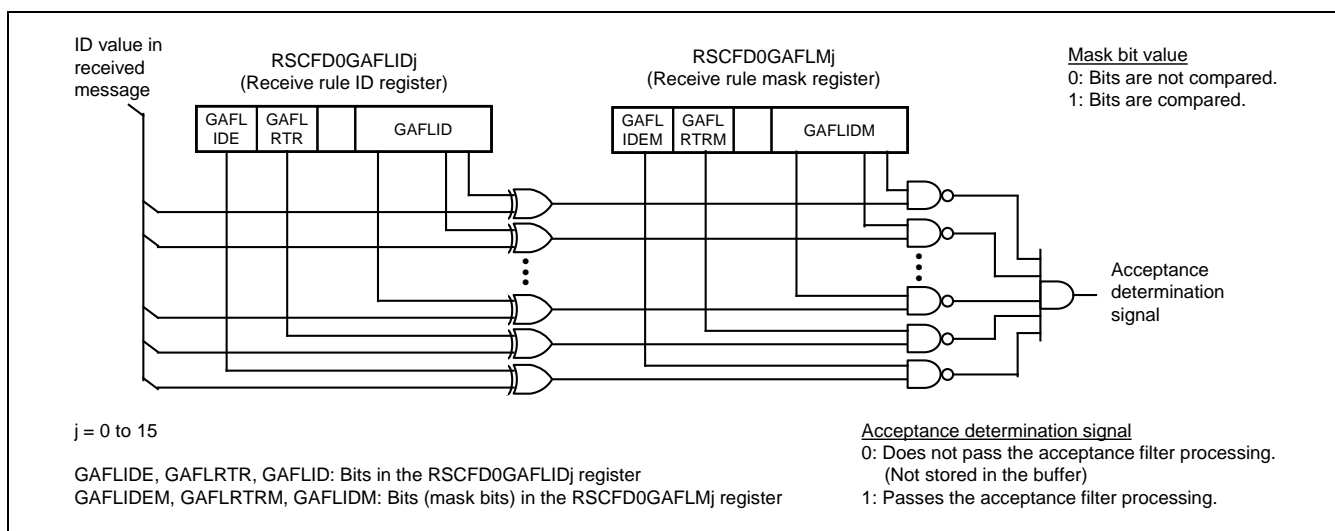 ID value in
received
message
RSCFD0GAFLIDj
(Receive rule ID register)
GAFL
IDE
GAFL
RTR
GAFLID
RSCFD0GAFLMj
(Receive rule mask register)
GAFL
IDEM
GAFL
RTRM
GAFLIDM
Mask bit value
0: Bits are not compared.
1: Bits are compared.
Acceptance
determination
signal
j = 0 to 15
GAFLIDE, GAFLRTR, GAFLID: Bits in the RSCFD0GAFLIDj register
GAFLIDEM, GAFLRTRM, GAFLIDM: Bits (mask bits) in the RSCFD0GAFLMj register
Acceptance determination signal
0: Does not pass the acceptance filter processing.
(Not stored in the buffer)
1: Passes the acceptance filter processing.